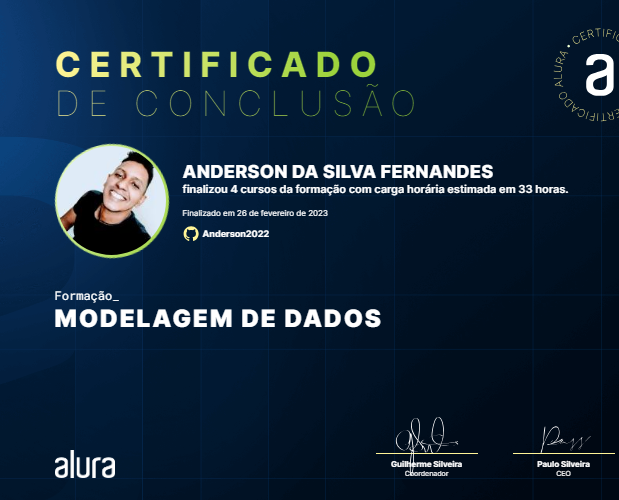 CERTIFICADO
DE CONCLUSÃO
CERTIFICADO ALURA • CERTIFIC
a
ANDERSON DA SILVA FERNANDES
finalizou 4 cursos da formação com carga horária estimada em 33 horas.
Finalizado em 26 de fevereiro de 2023
Anderson2022
Formação_
MODELAGEM DE DADOS
alura
Guilherme Silveira
Coordenador
Paulo Silveira
CEO